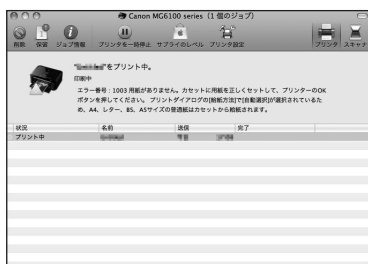 Canon MG6100 series (1 個のジョブ)
削除 保留 ジョブ情報 プリンタを一時停止 サプライのレベル プリンタ設定 プリンタ スキャナ
をプリント中。
印刷中
エラー番号：1003 用紙がありません。カセットに用紙を正しくセットして、プリンターのOK
ボタンを押してください。 プリントダイアログの[給紙方法]で[自動選択]が選択されているた
め、A4、レター、B5、A5サイズの普通紙はカセットから給紙されます。
状況 名前 送信 完了
プリント中